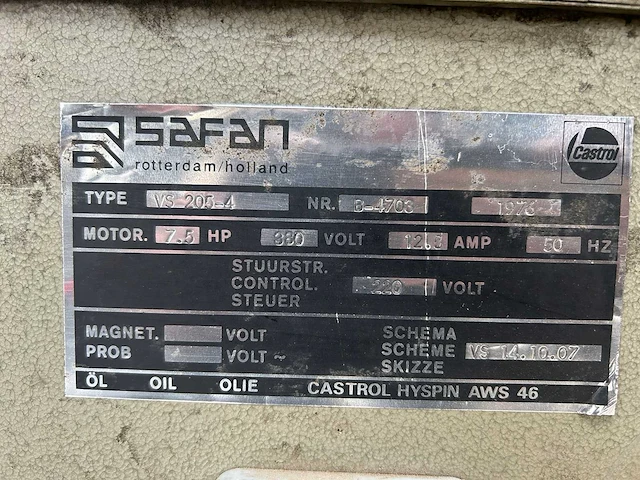 SAFAN
rotterdam/holland
Castrol
TYPE VS 205-4 NR. B-4703 1976
MOTOR. 7.5 HP 380 VOLT AMP 50 HZ
STUURSTR.
CONTROL. 220 VOLT
STEUER
MAGNET. VOLT
PROB VOLT ~
SCHEMA
SCHEME VS 14.10.07
SKIZZE
ÖL OIL OLIE CASTROL HYSPIN AWS 46